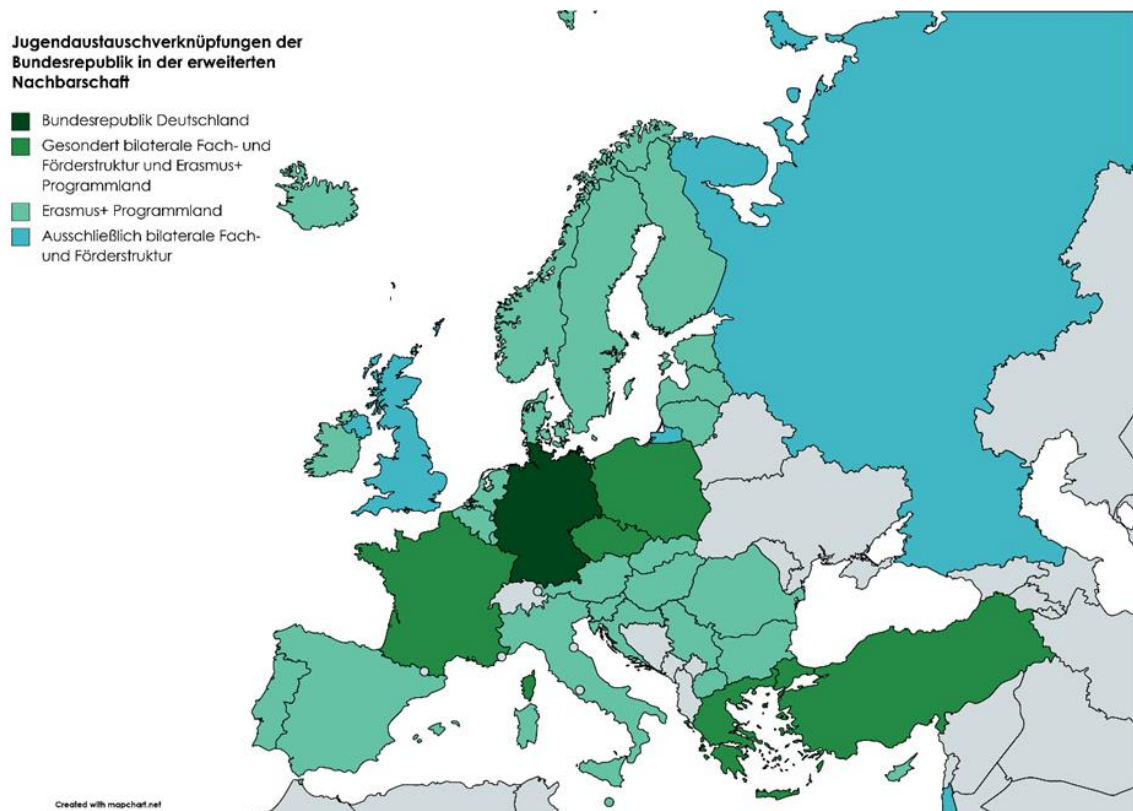 Jugendaustauschverknüpfungen der
Bundesrepublik in der erweiterten
Nachbarschaft
Bundesrepublik Deutschland
Gesondert bilaterale Fach- und
Förderstruktur und Erasmus+
Programmland
Erasmus+ Programmland
Ausschließlich bilaterale Fach-
und Förderstruktur
Created with mapchart.net